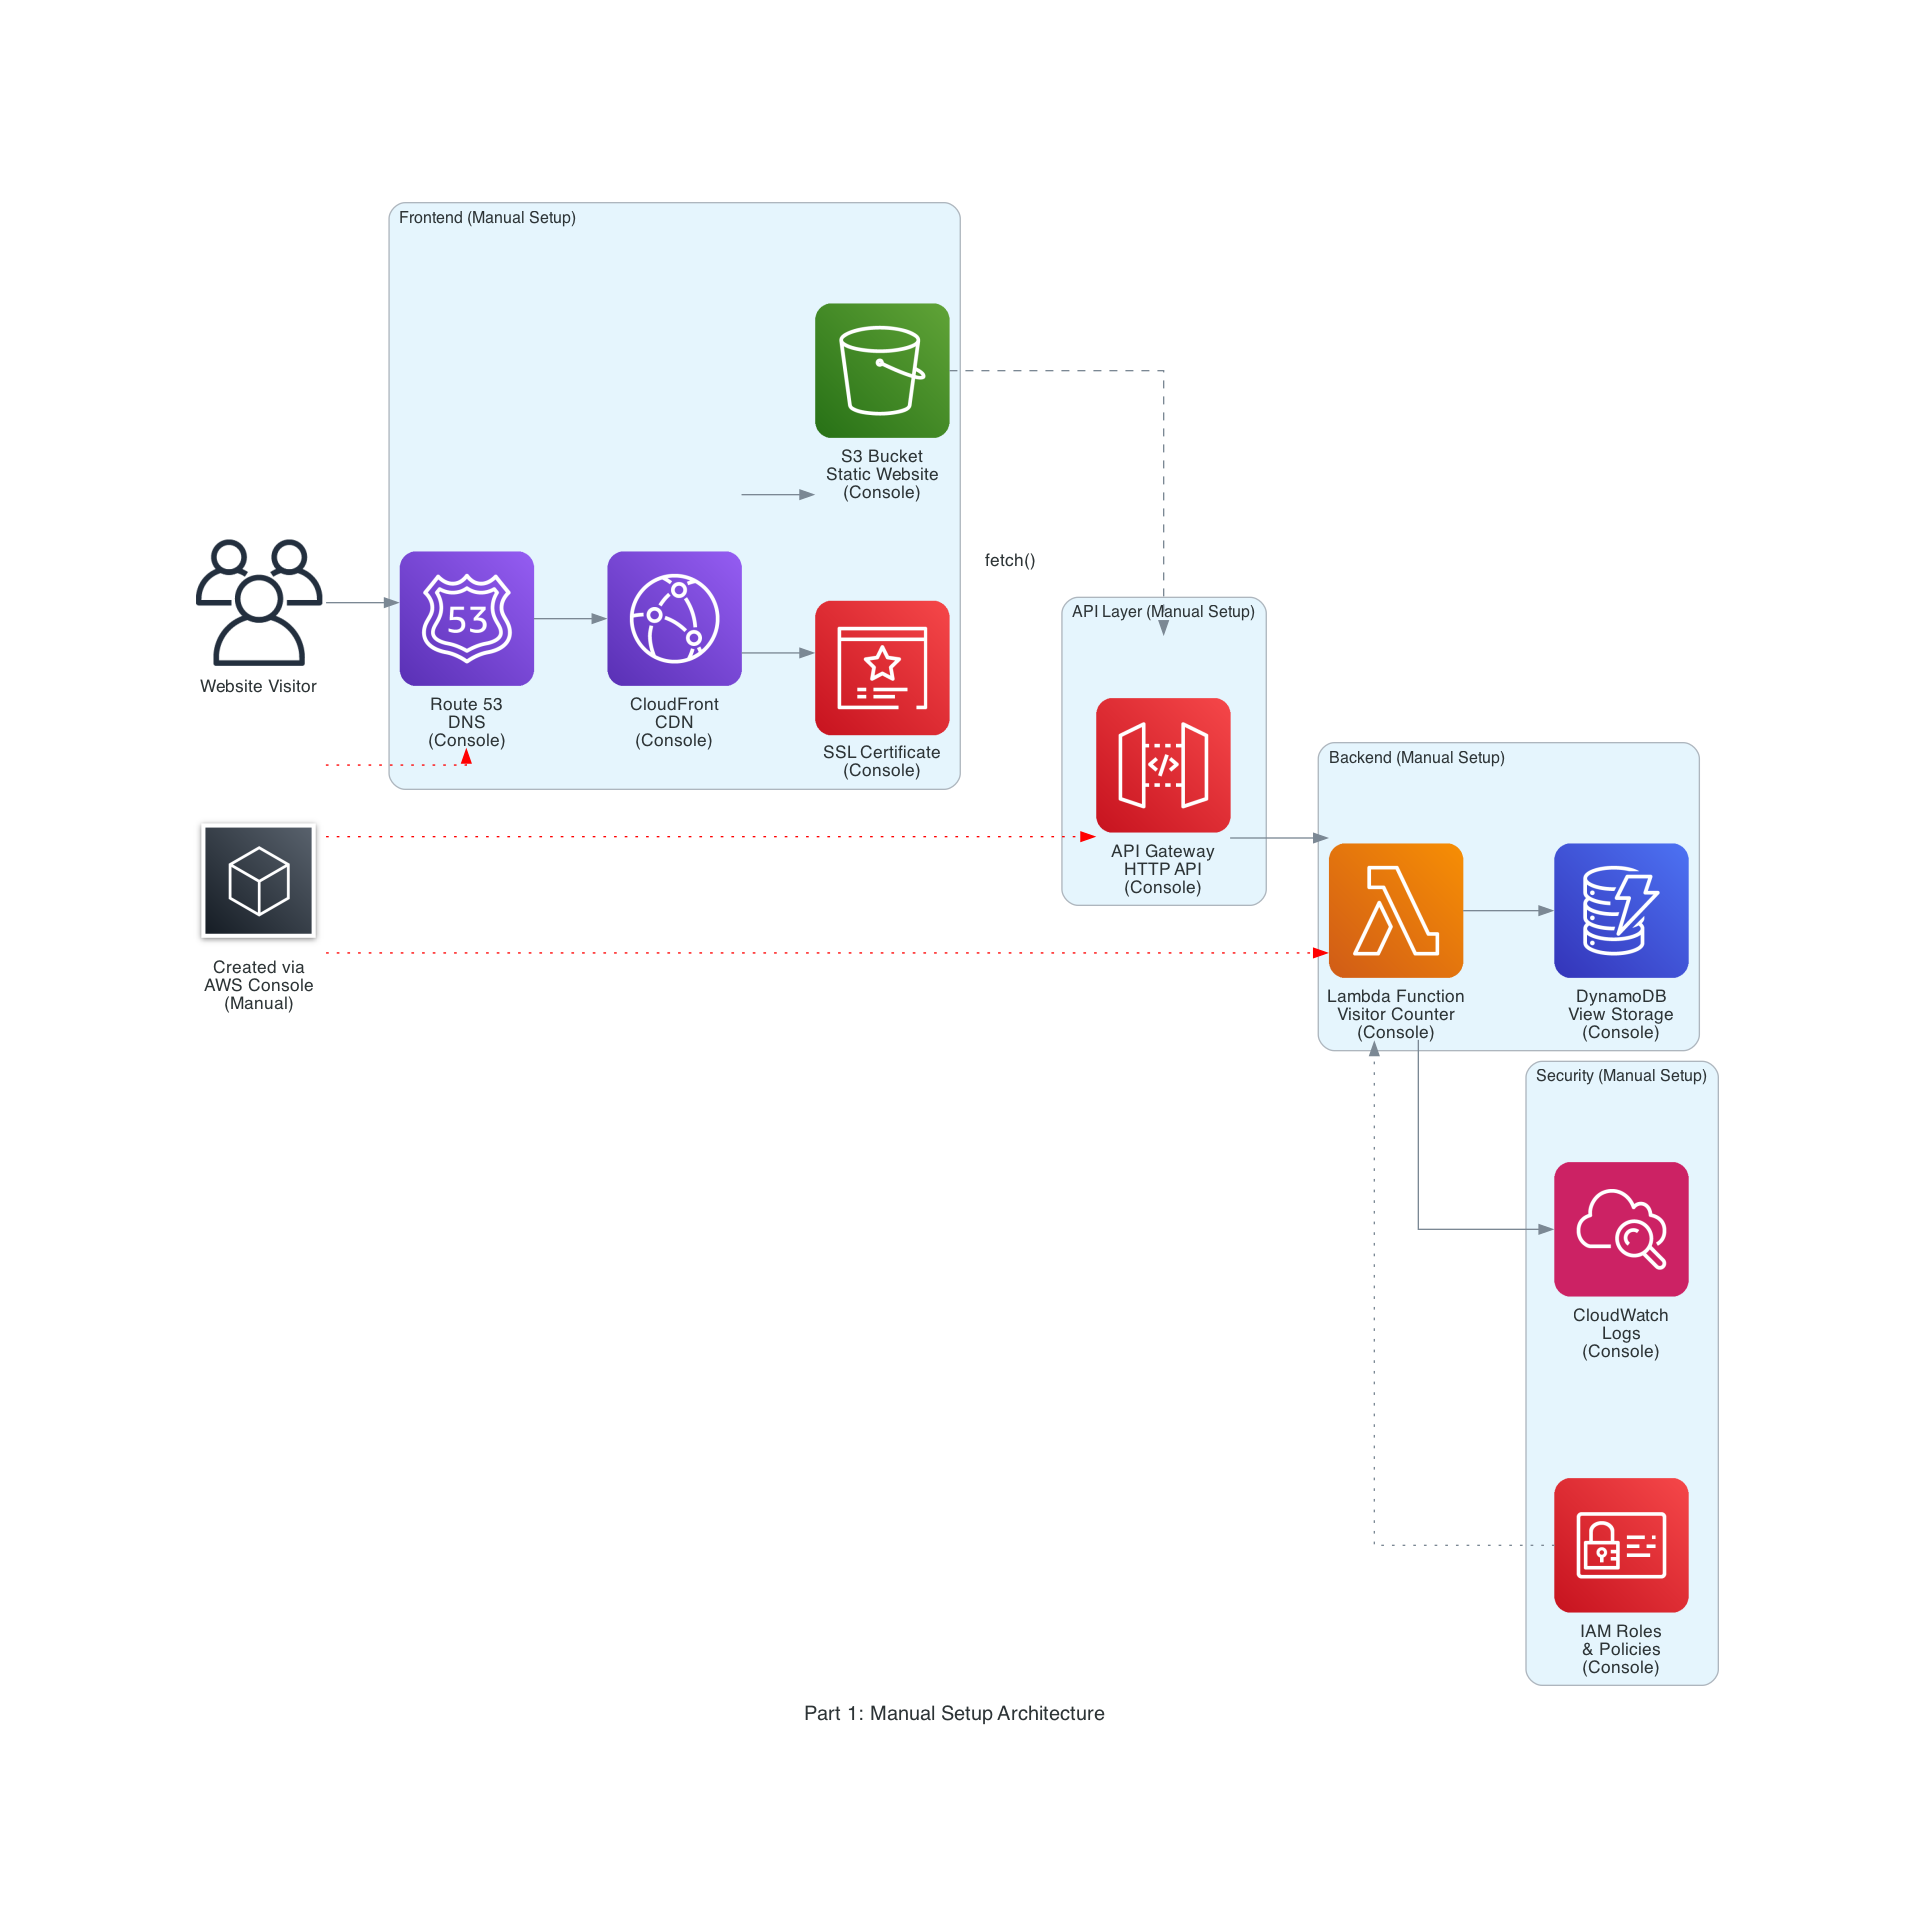 Frontend (Manual Setup)
S3 Bucket
Static Website
(Console)
fetch()
Website Visitor
53
Route 53
DNS
(Console)
CloudFront
CDN
(Console)
SSL Certificate
(Console)
API Layer (Manual Setup)
API Gateway
HTTP API
(Console)
Backend (Manual Setup)
Created via
AWS Console
(Manual)
Lambda Function
Visitor Counter
(Console)
DynamoDB
View Storage
(Console)
Security (Manual Setup)
CloudWatch
Logs
(Console)
IAM Roles
& Policies
(Console)
Part 1: Manual Setup Architecture